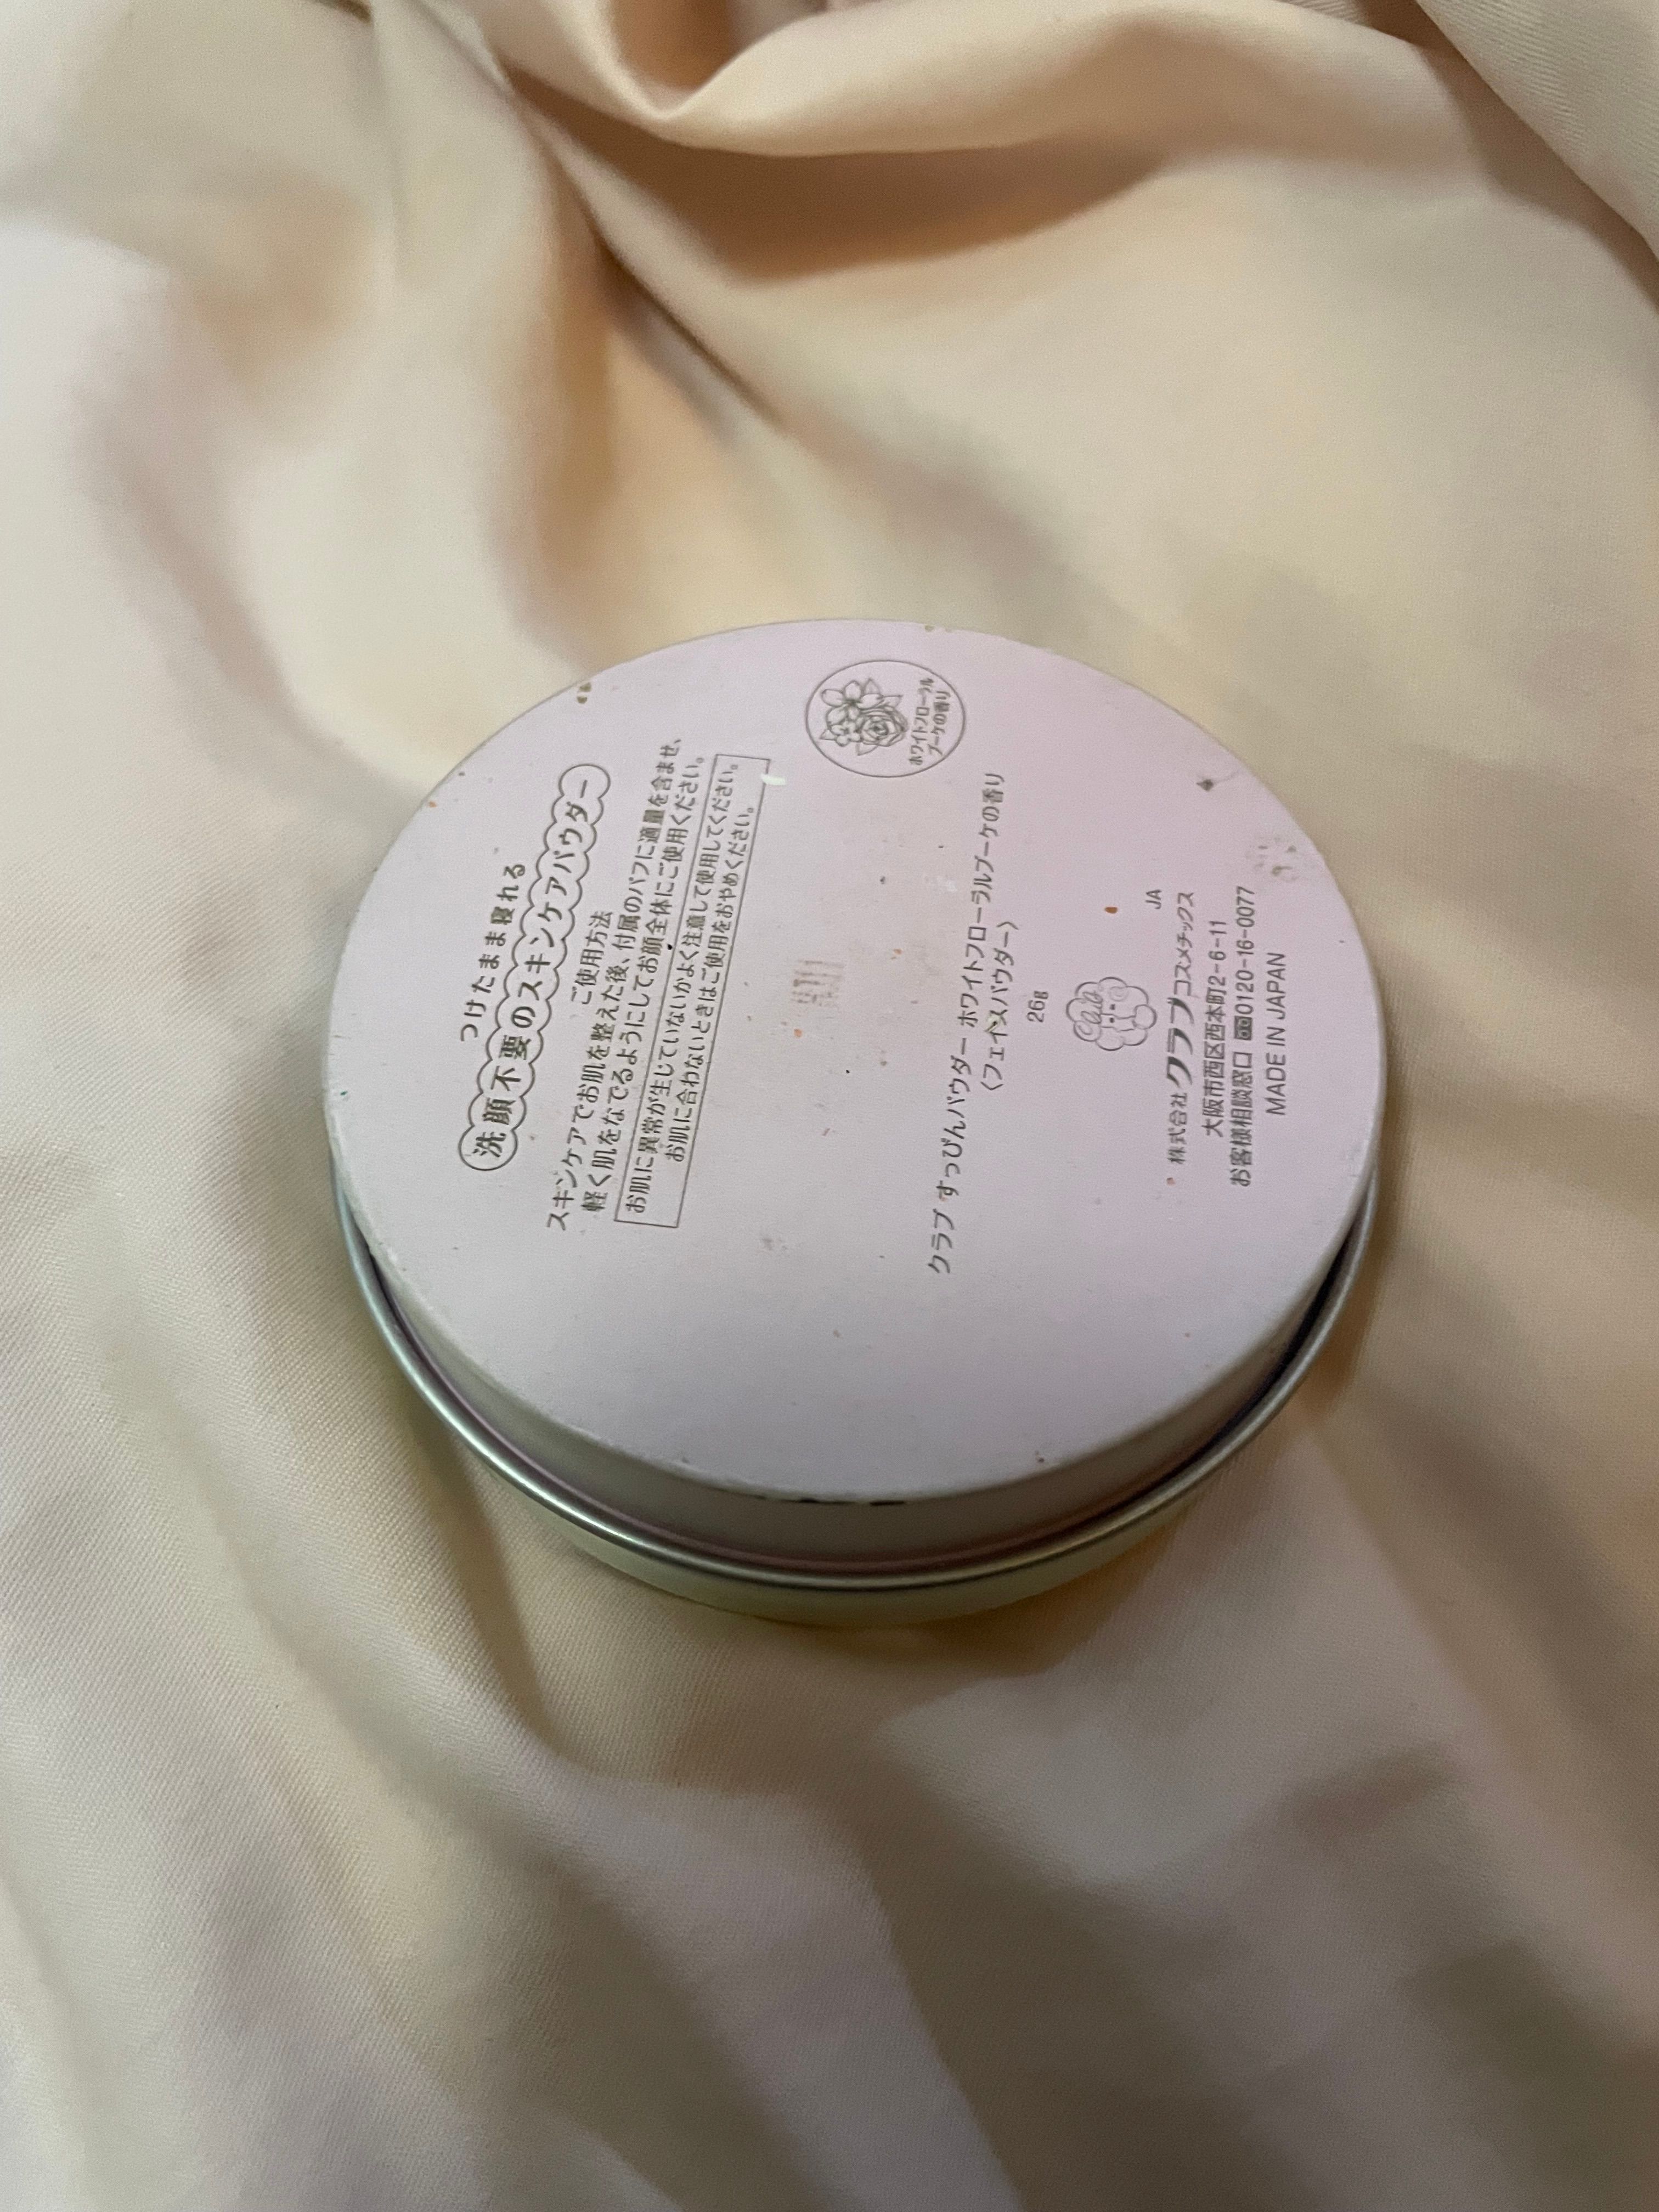 つけたまま寝れる
洗顔不要のスキンケアパウダー
ご使用方法
スキンケアでお肌を整えた後、付属のパフに適量を含ませ、
軽く肌をなでるようにしてお顔全体にご使用ください。
お肌に異常が生じていないかよく注意して使用してください。
お肌に合わないときはご使用をおやめください。
ホワイトフローラル
ブーケの香り
クラブ すっぴんパウダー ホワイトフローラルブーケの香り
〈フェイスパウダー〉
26g
Club
JA
株式会社クラブコスメチックス
大阪市西区西本町2-6-11
お客様相談窓口 0120-16-0077
MADE IN JAPAN